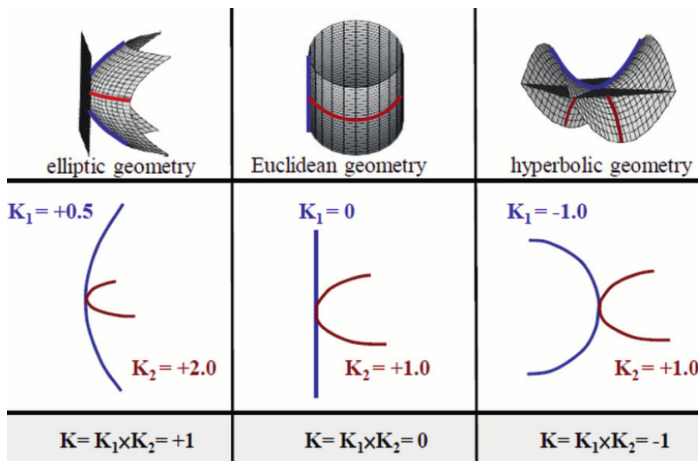 elliptic geometry
Euclidean geometry
hyperbolic geometry
K₁ = +0.5
K₂ = +2.0
K₁ = 0
K₂ = +1.0
K₁ = -1.0
K₂ = +1.0
K= K₁×K₂= +1
K= K₁×K₂= 0
K= K₁×K₂= -1